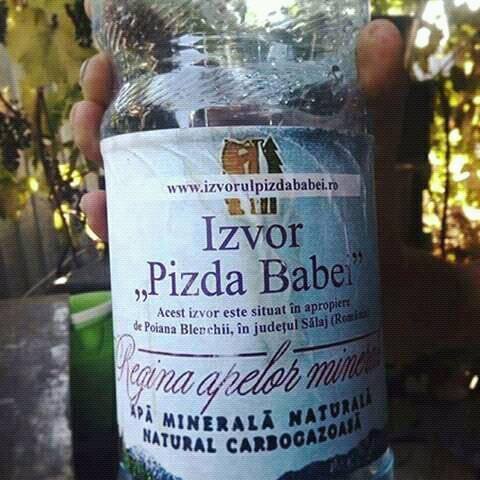 www.izvorulpizdababei.ro
Izvor
„Pizda Babei”
Acest izvor este situat în apropiere
de Poiana Blenchii, în județul Sălaj (România)
Regina apelor minerale
APĂ MINERALĂ NATURALĂ
NATURAL CARBOGAZOASĂ